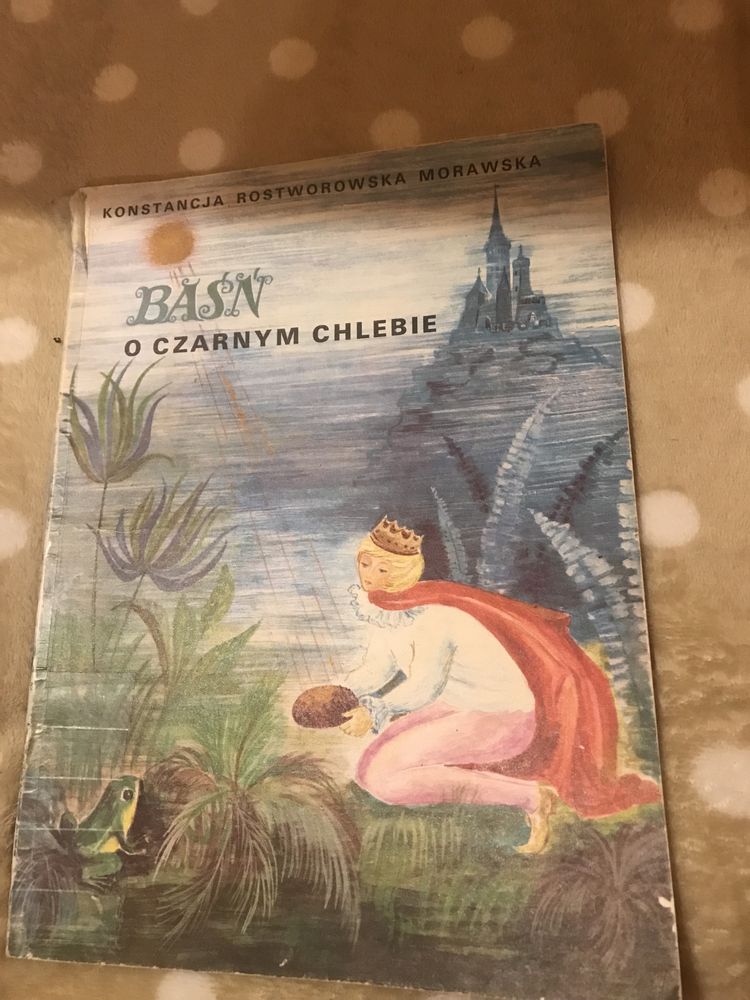 KONSTANCJA ROSTWOROWSKA MORAWSKA
BAŚŃ
O CZARNYM CHLEBIE